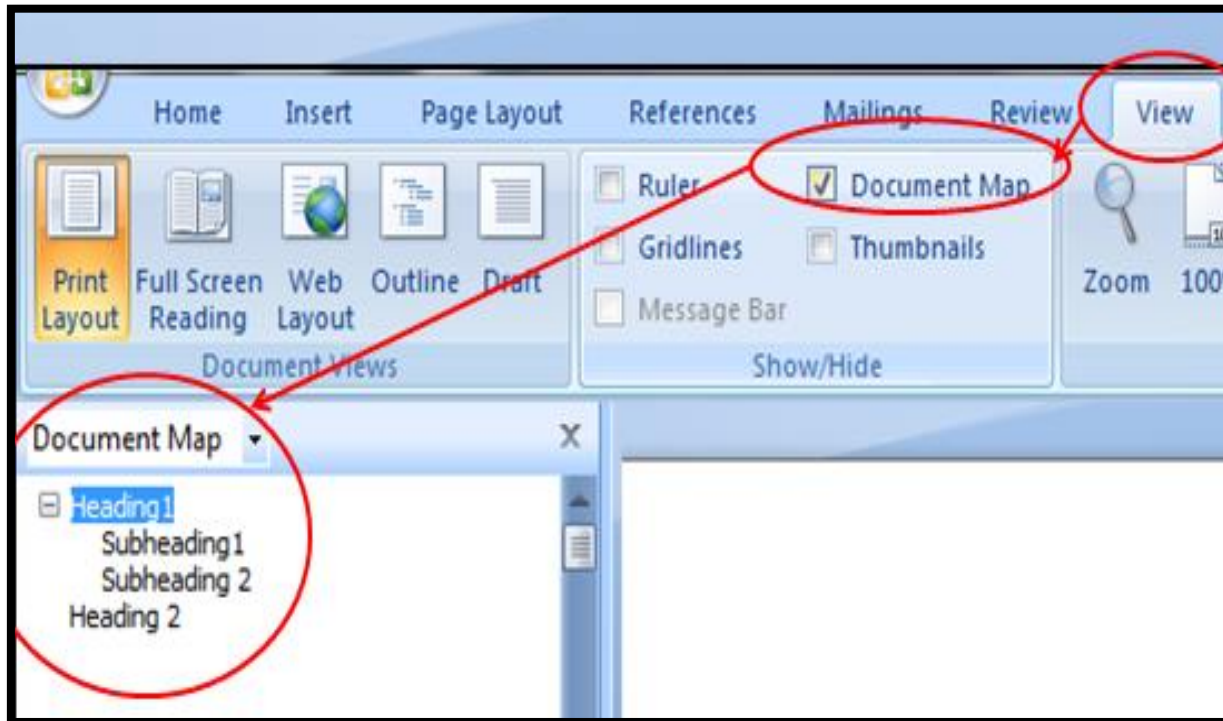 Home Insert Page Layout References Mailings Review View
Ruler Document Map
Gridlines Thumbnails
Message Bar
Print Layout
Full Screen Reading
Web Layout
Outline
Draft
Zoom
100
Document Views Show/Hide
Document Map X
Heading1
Subheading1
Subheading 2
Heading 2